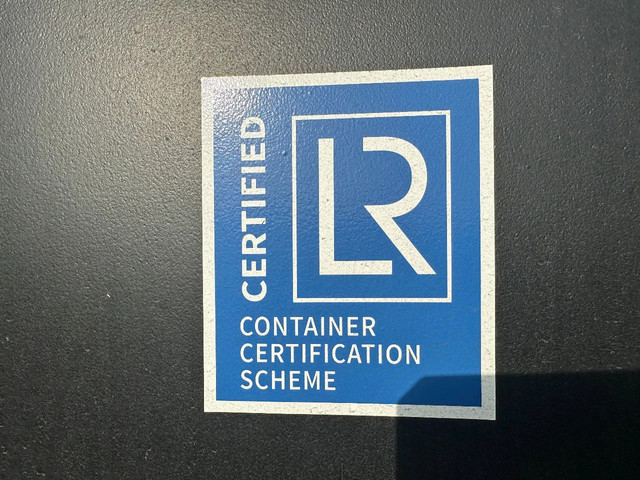 CERTIFIED
LR
CONTAINER
CERTIFICATION
SCHEME